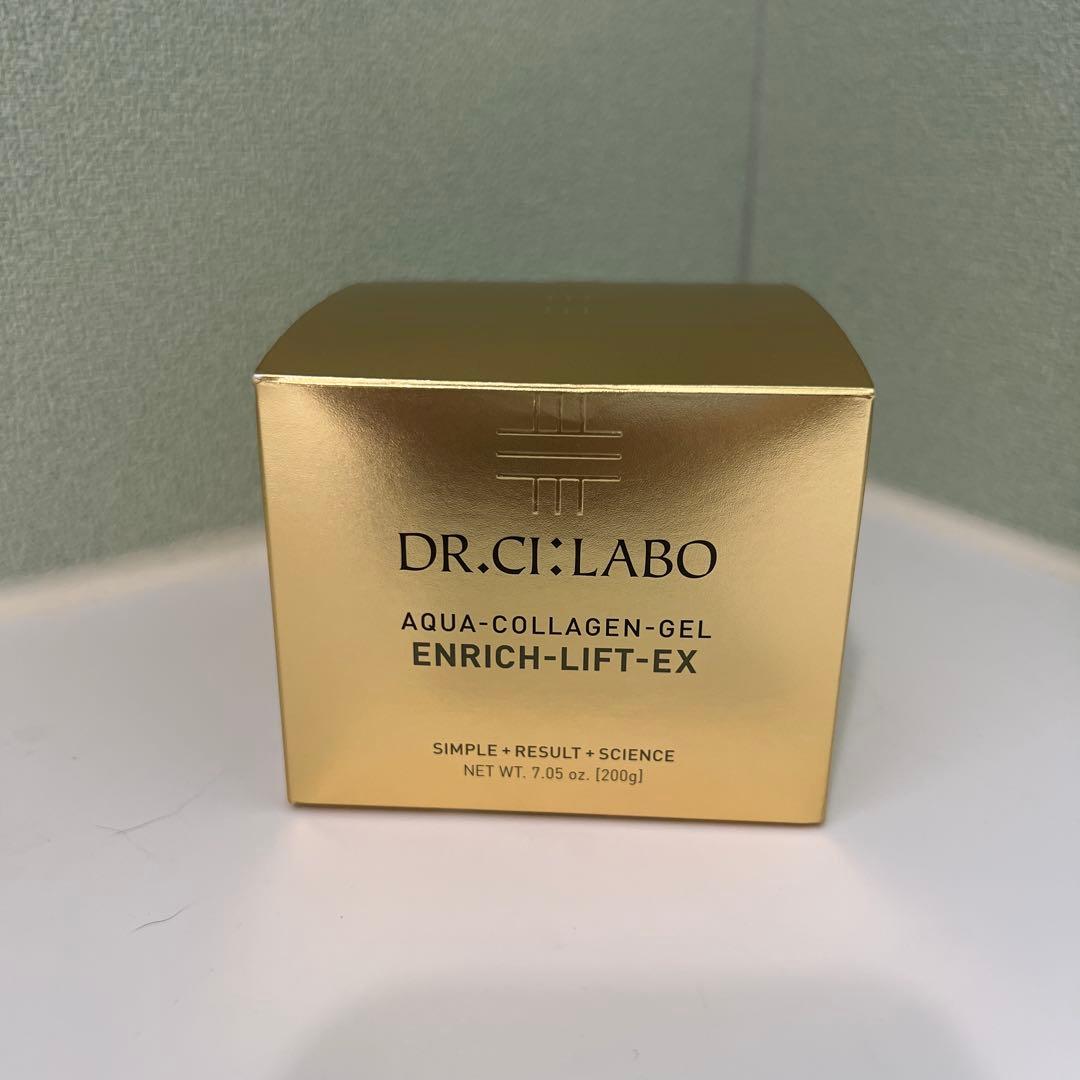 DR.CI:LABO
AQUA-COLLAGEN-GEL
ENRICH-LIFT-EX
SIMPLE + RESULT + SCIENCE
NET WT. 7.05 oz. [200g]